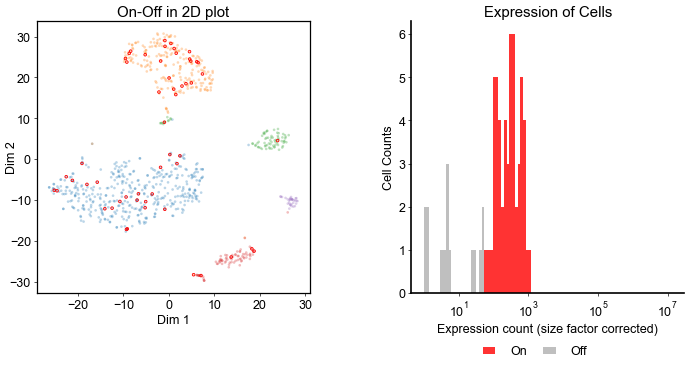 On-Off in 2D plot
Expression of Cells
30
20
10
0
−10
−20
−30
Dim 2
−20 −10 0 10 20 30
Dim 1
6
5
4
3
2
1
0
Cell Counts
10^1 10^3 10^5 10^7
Expression count (size factor corrected)
On Off